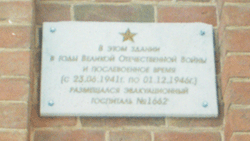 В этом здании
в годы Великой Отечественной Войны
и послевоенное время
(с 23.06.1941г. по 01.12.1946г.)
размещался эвакуационный
госпиталь №1662